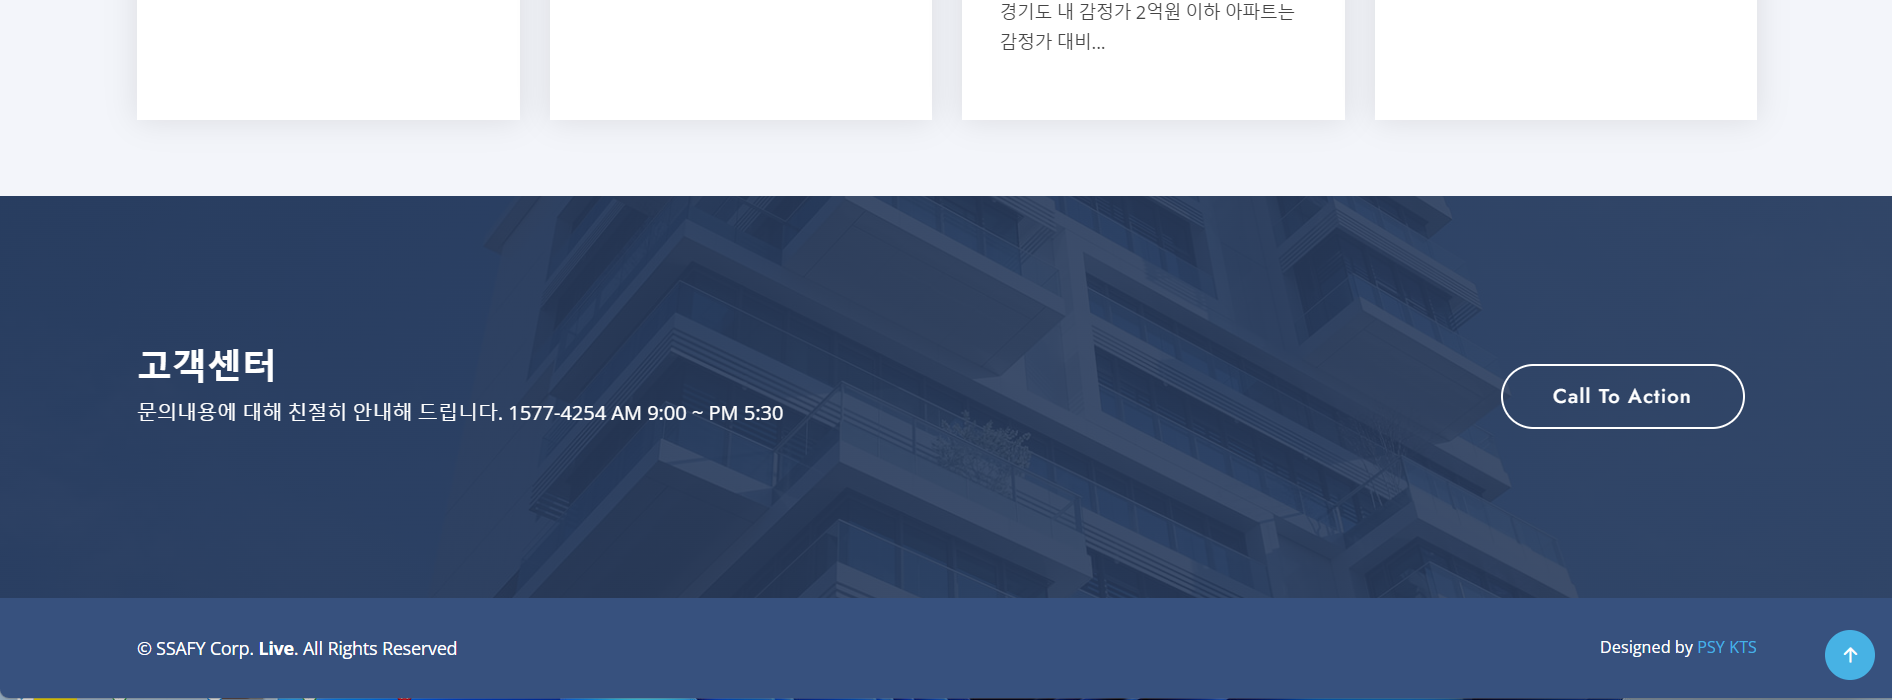 경기도 내 감정가 2억원 이하 아파트는
감정가 대비...
고객센터
문의내용에 대해 친절히 안내해 드립니다. 1577-4254 AM 9:00 ~ PM 5:30
Call To Action
© SSAFY Corp. Live. All Rights Reserved
Designed by PSY KTS